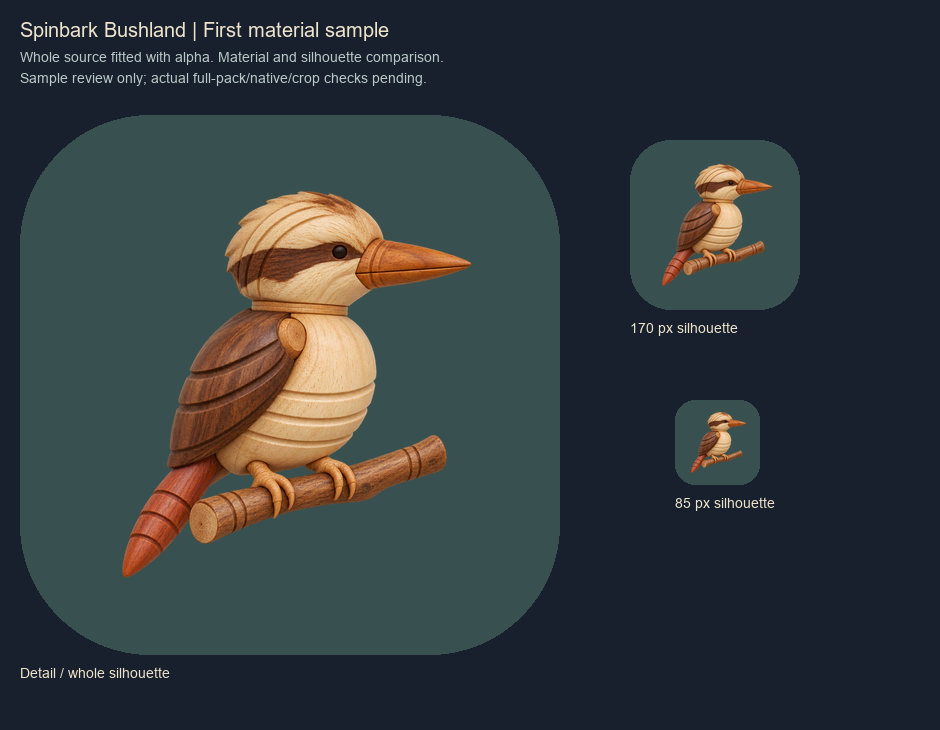 Spinbark Bushland | First material sample
Whole source fitted with alpha. Material and silhouette comparison.
Sample review only; actual full-pack/native/crop checks pending.
170 px silhouette
85 px silhouette
Detail / whole silhouette